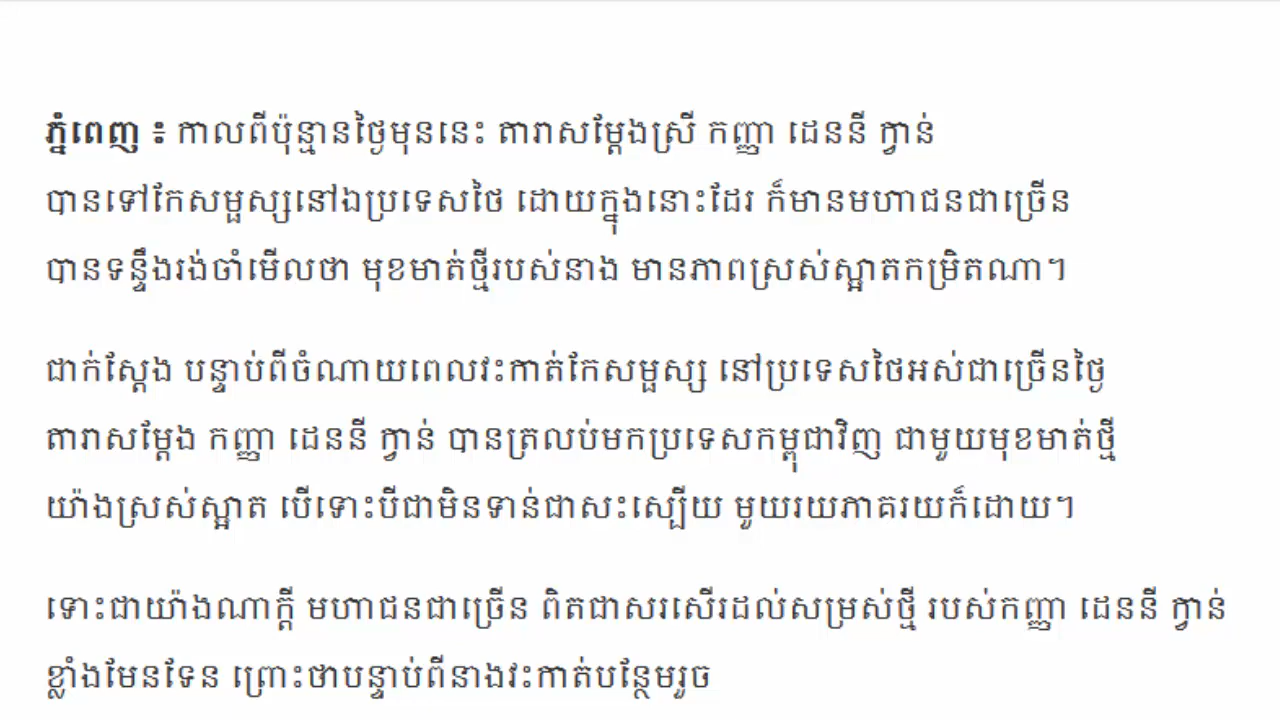 ភ្នំពេញ ៖ កាលពីប៉ុន្មានថ្ងៃមុននេះ តារាសម្តែងស្រី កញ្ញា ដេននី ក្វាន់
បានទៅកែសម្ផស្សនៅឯប្រទេសថៃ ដោយក្នុងនោះដែរ ក៏មានមហាជនជាច្រើន
បានទន្ទឹងរង់ចាំមើលថា មុខមាត់ថ្មីរបស់នាង មានភាពស្រស់ស្អាតកម្រិតណា។
ជាក់ស្តែង បន្ទាប់ពីចំណាយពេលវះកាត់កែសម្ផស្ស នៅប្រទេសថៃអស់ជាច្រើនថ្ងៃ
តារាសម្តែង កញ្ញា ដេននី ក្វាន់ បានត្រលប់មកប្រទេសកម្ពុជាវិញ ជាមួយមុខមាត់ថ្មី
យ៉ាងស្រស់ស្អាត បើទោះបីជាមិនទាន់ជាសះស្បើយ មួយរយភាគរយក៏ដោយ។
ទោះជាយ៉ាងណាក្តី មហាជនជាច្រើន ពិតជាសរសើរដល់សម្រស់ថ្មី របស់កញ្ញា ដេននី ក្វាន់
ខ្លាំងមែនទែន ព្រោះថាបន្ទាប់ពីនាងវះកាត់បន្ថែមរួច